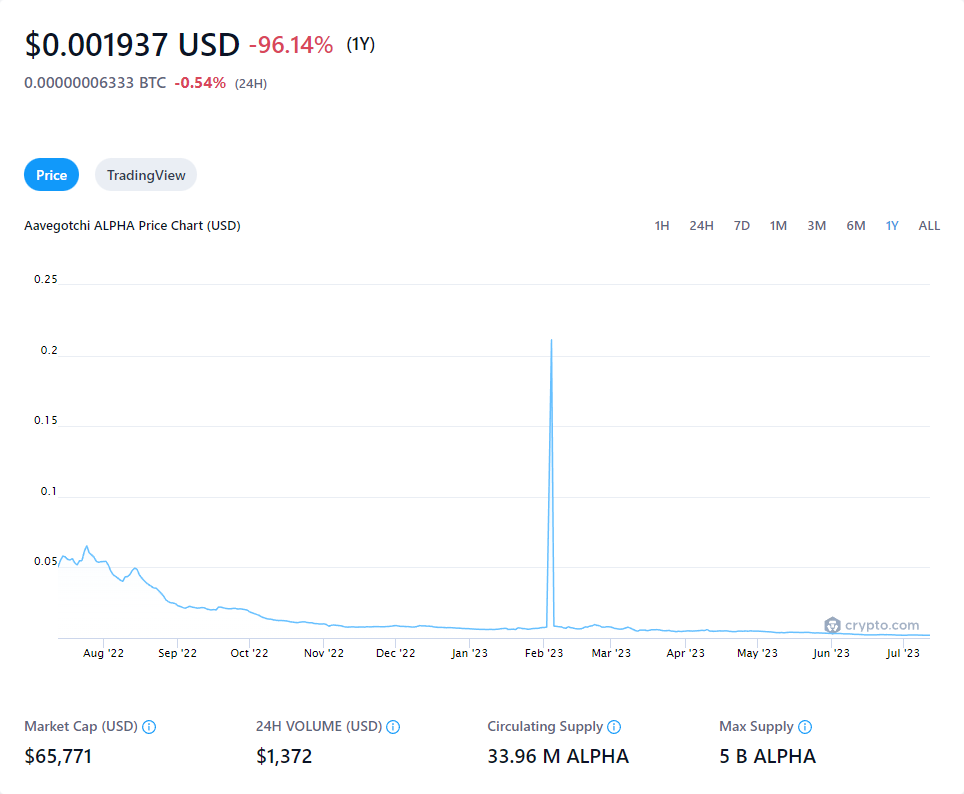 $0.001937 USD -96.14% (1Y)
0.00000006333 BTC -0.54% (24H)
Price TradingView
Aavegotchi ALPHA Price Chart (USD) 1H 24H 7D 1M 3M 6M 1Y ALL
0.25
0.2
0.15
0.1
0.05
crypto.com
Aug '22 Sep '22 Oct '22 Nov '22 Dec '22 Jan '23 Feb '23 Mar '23 Apr '23 May '23 Jun '23 Jul '23
Market Cap (USD) 24H VOLUME (USD) Circulating Supply Max Supply
$65,771 $1,372 33.96 M ALPHA 5 B ALPHA